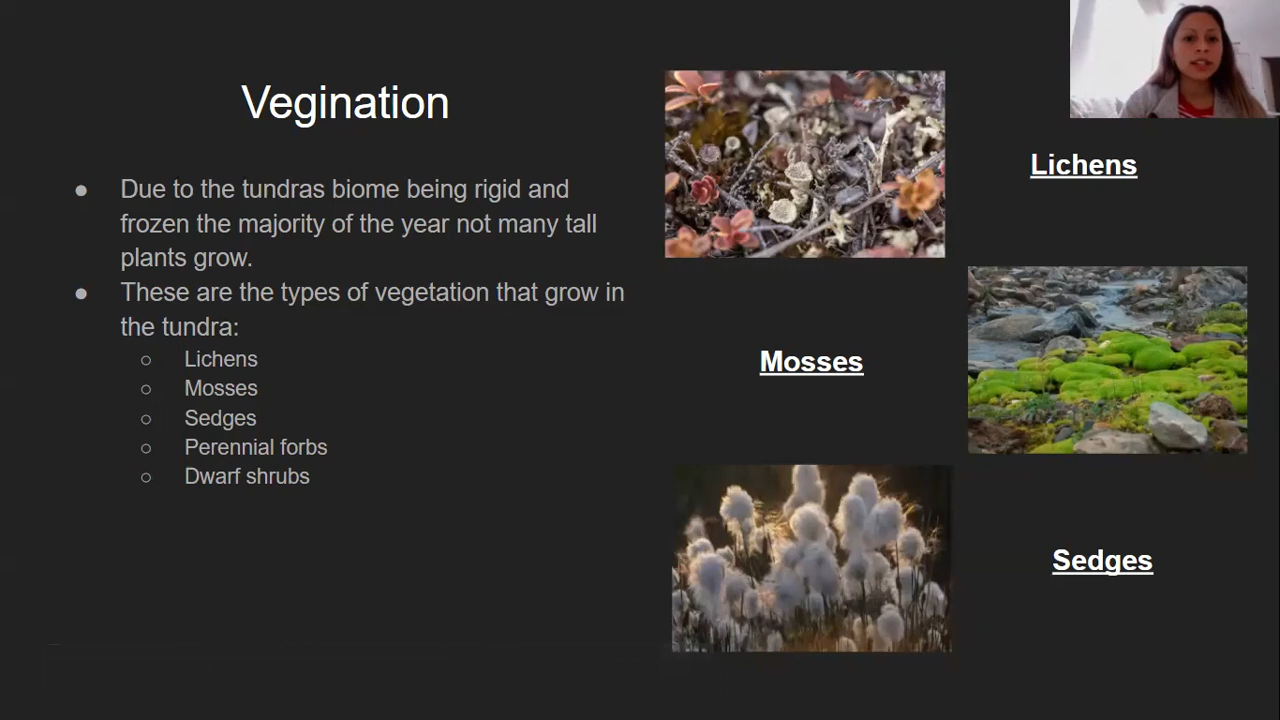 Vegination
● Due to the tundras biome being rigid and
frozen the majority of the year not many tall
plants grow.
● These are the types of vegetation that grow in
the tundra:
○ Lichens
○ Mosses
○ Sedges
○ Perennial forbs
○ Dwarf shrubs
Lichens
Mosses
Sedges